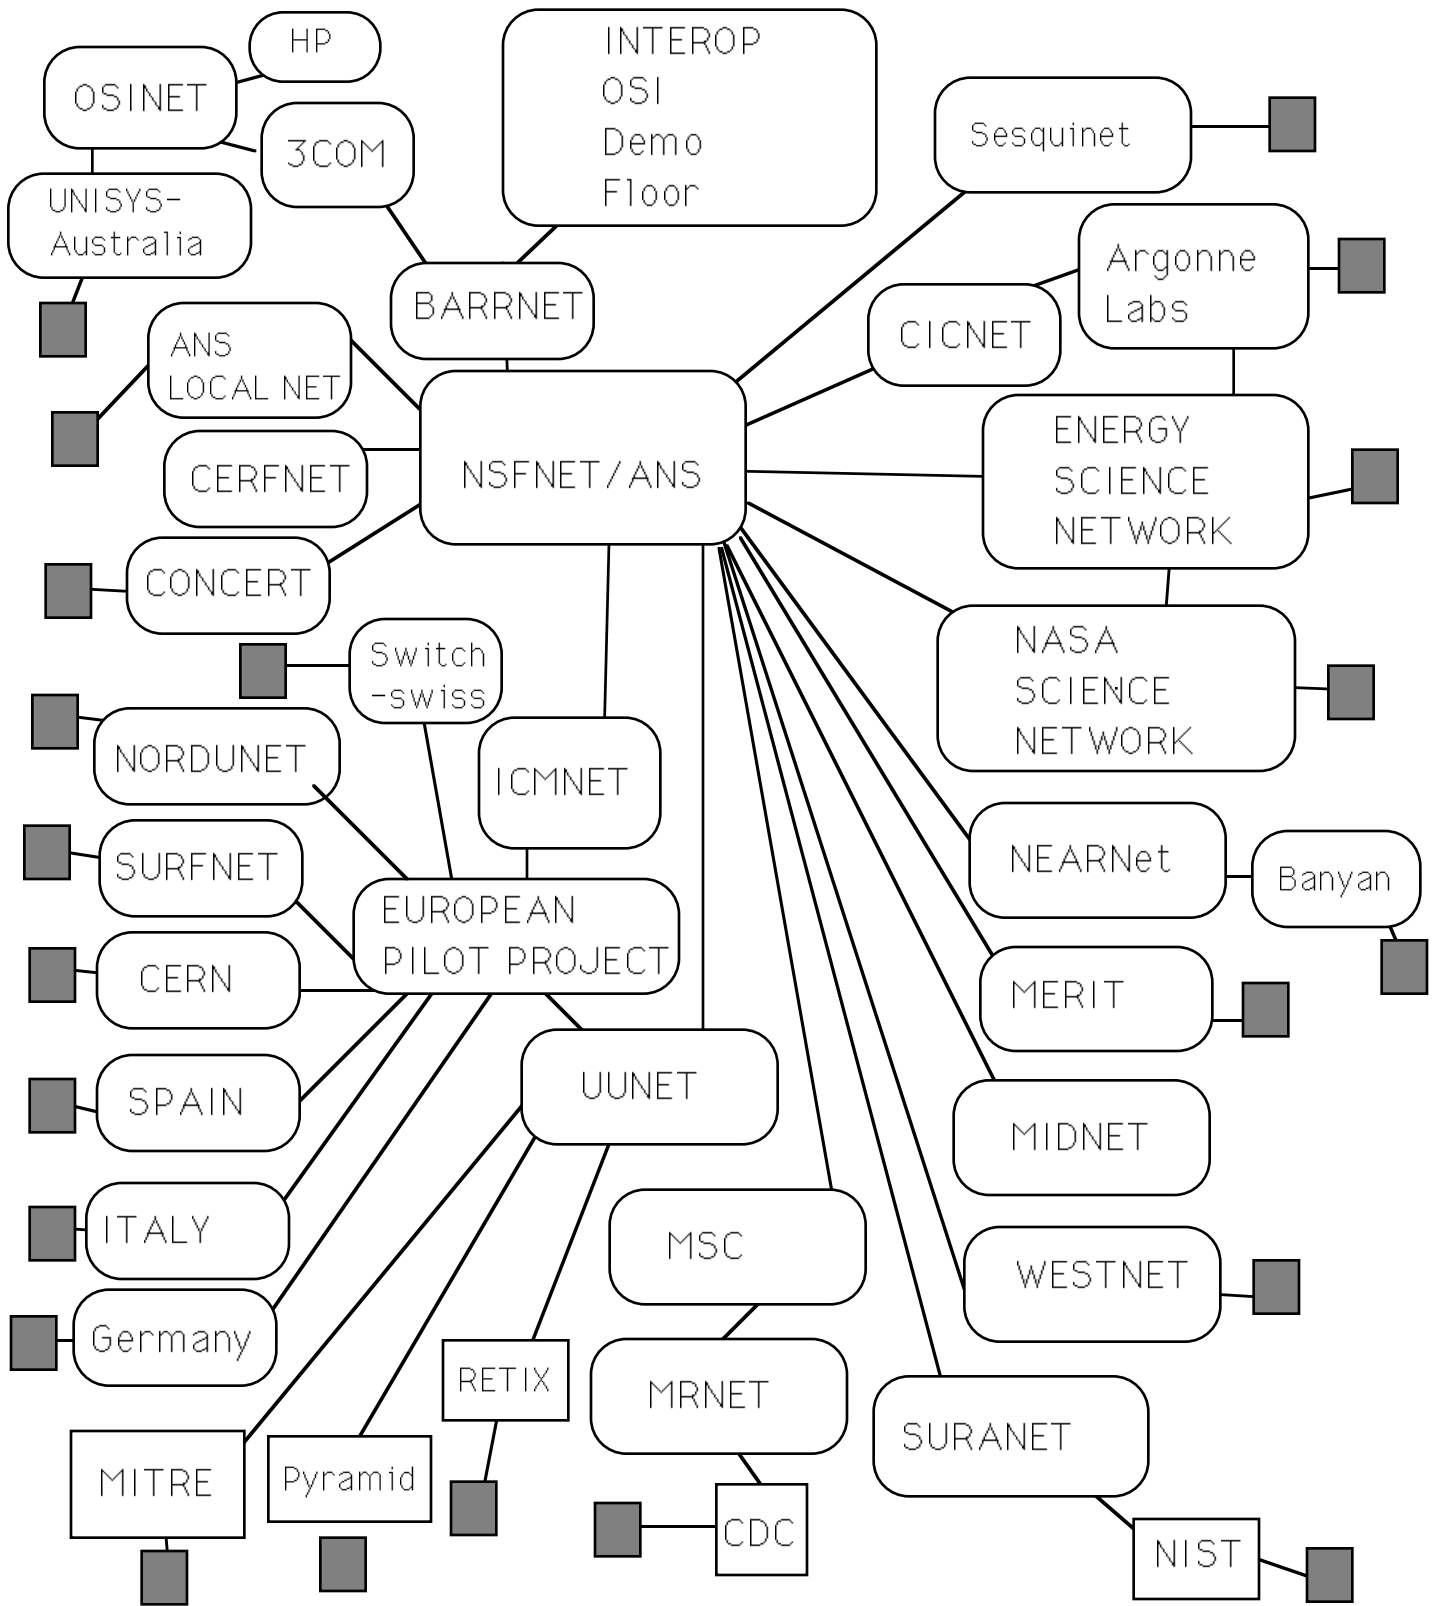 HP
INTEROP
OSI
Demo
Floor
OSINET
3COM
Sesquinet
UNISYS-
Australia
Argonne
Labs
BARRNET
CICNET
ANS
LOCAL NET
ENERGY
SCIENCE
NETWORK
CERFNET
NSFNET/ANS
CONCERT
Switch
-swiss
NASA
SCIENCE
NETWORK
NORDUNET
ICMNET
SURFNET
NEARNet
Banyan
EUROPEAN
PILOT PROJECT
CERN
MERIT
SPAIN
UUNET
MIDNET
ITALY
MSC
WESTNET
Germany
RETIX
MRNET
SURANET
MITRE
Pyramid
CDC
NIST